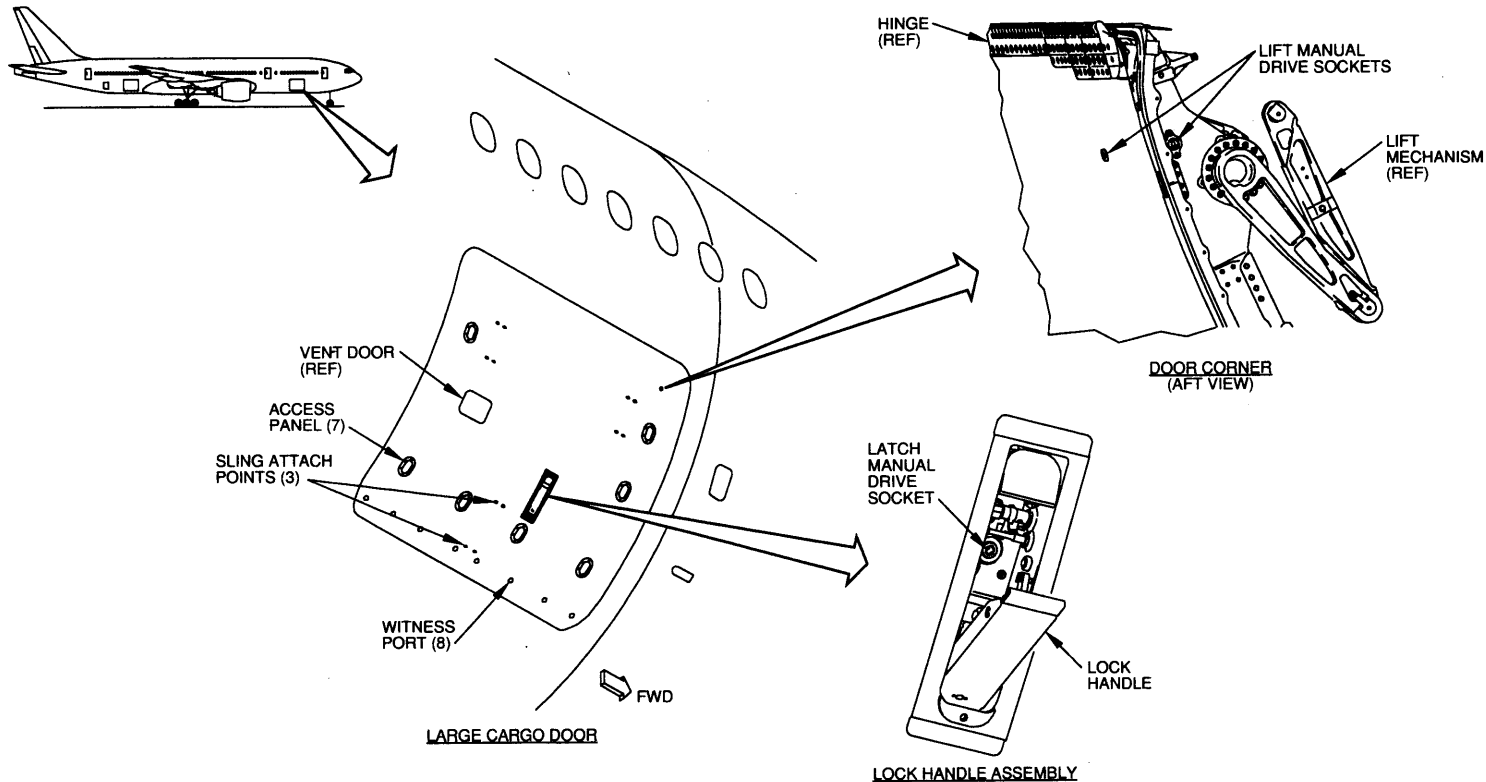 HINGE
(REF)
LIFT MANUAL
DRIVE SOCKETS
LIFT
MECHANISM
(REF)
DOOR CORNER
(AFT VIEW)
VENT DOOR
(REF)
ACCESS
PANEL (7)
SLING ATTACH
POINTS (3)
WITNESS
PORT (8)
FWD
LARGE CARGO DOOR
LATCH
MANUAL
DRIVE
SOCKET
LOCK
HANDLE
LOCK HANDLE ASSEMBLY